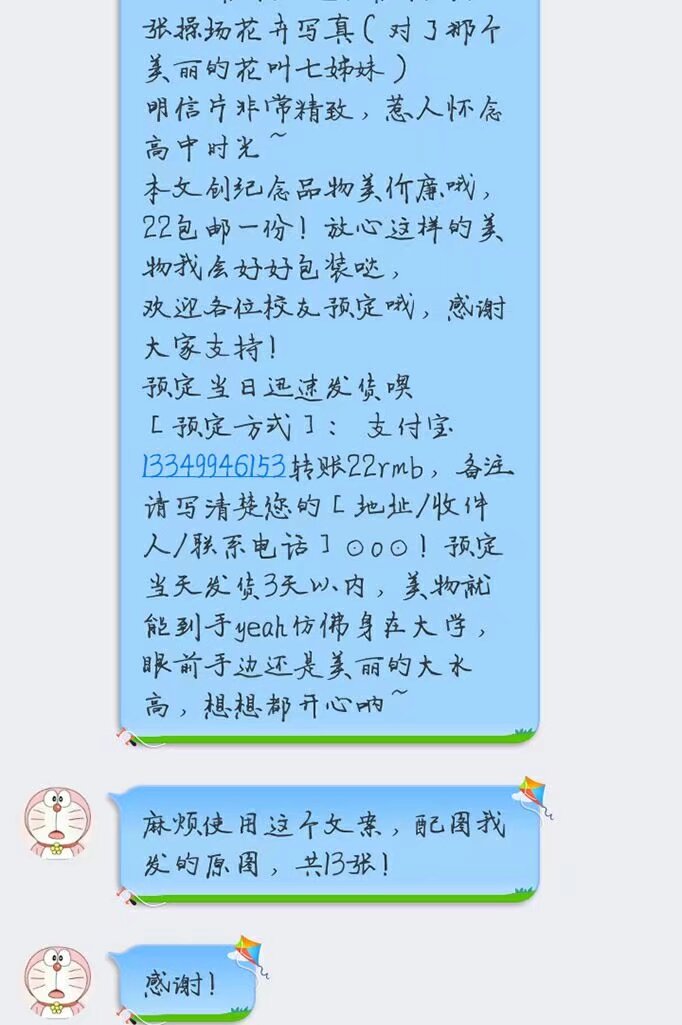 张操场花卉写真(对了那个
美丽的花叫七姊妹)
明信片非常精致，惹人怀念
高中时光~
本文创纪念品物美价廉哦，
22包邮一份！放心这样的美
物我会好好包装哒，
欢迎各位校友预定哦，感谢
大家支持！
预定当日迅速发货噢
[预定方式]: 支付宝
13349946153转账22rmb，备注
请写清楚您的[地址/收件
人/联系电话]⊙o⊙！预定
当天发货3天以内，美物就
能到手yeah仿佛身在大学，
眼前手边还是美丽的大水
高，想想都开心呐~
麻烦使用这个文案，配图我
发的原图，共13张！
感谢！